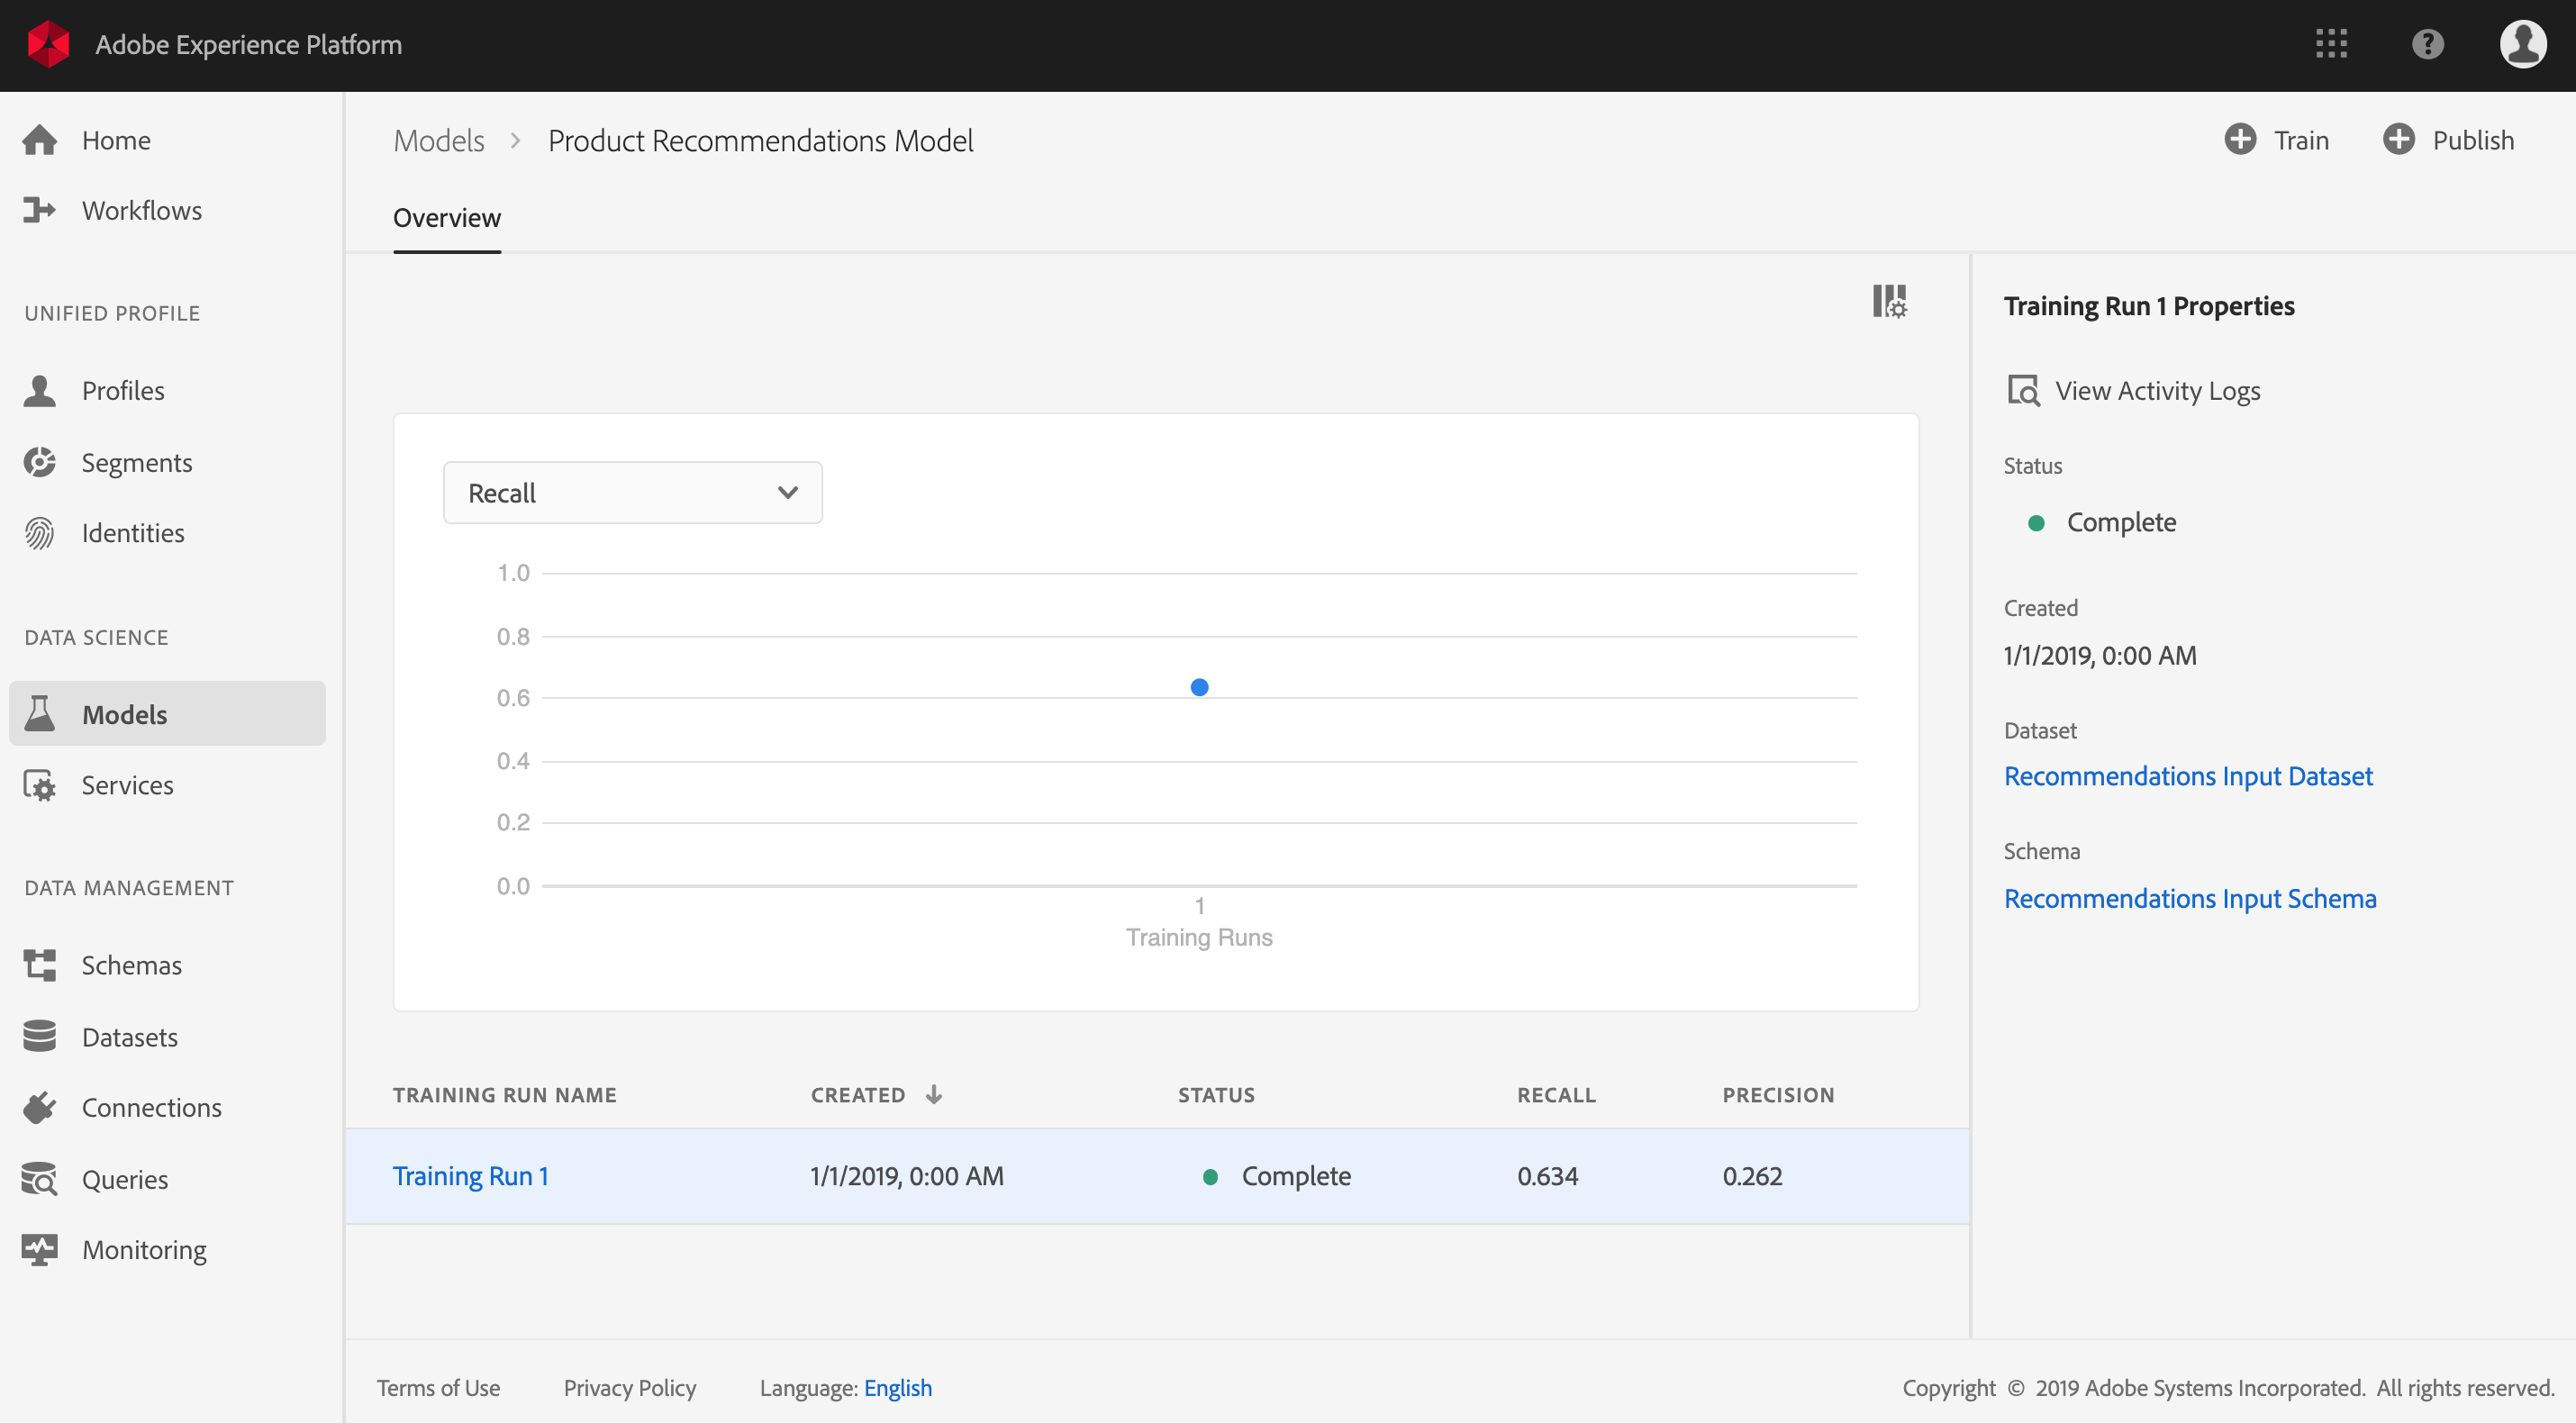 Adobe Experience Platform
Home
Workflows
UNIFIED PROFILE
Profiles
Segments
Identities
DATA SCIENCE
Models
Services
DATA MANAGEMENT
Schemas
Datasets
Connections
Queries
Monitoring
Models > Product Recommendations Model
Train
Publish
Overview
Recall
1.0
0.8
0.6
0.4
0.2
0.0
1
Training Runs
TRAINING RUN NAME CREATED ↓ STATUS RECALL PRECISION
Training Run 1 1/1/2019, 0:00 AM Complete 0.634 0.262
Training Run 1 Properties
View Activity Logs
Status
Complete
Created
1/1/2019, 0:00 AM
Dataset
Recommendations Input Dataset
Schema
Recommendations Input Schema
Terms of Use Privacy Policy Language: English Copyright © 2019 Adobe Systems Incorporated. All rights reserved.